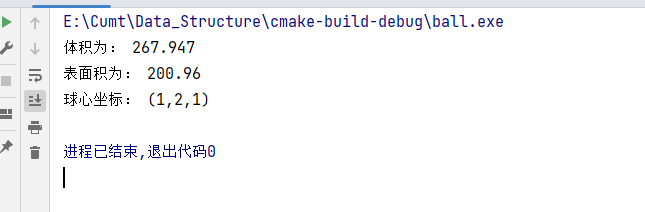 E:\Cumt\Data_Structure\cmake-build-debug\ball.exe
体积为： 267.947
表面积为： 200.96
球心坐标： (1,2,1)
进程已结束,退出代码0